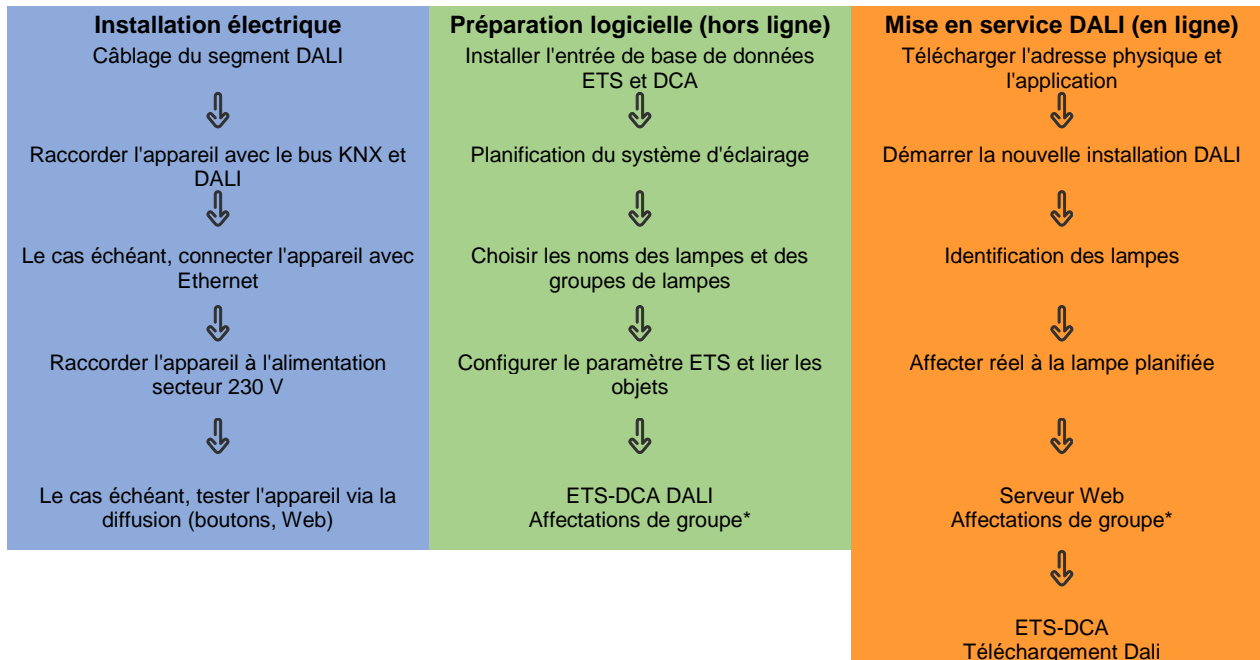 Installation électrique
Câblage du segment DALI
Raccorder l'appareil avec le bus KNX et
DALI
Le cas échéant, connecter l'appareil avec
Ethernet
Raccorder l'appareil à l'alimentation
secteur 230 V
Le cas échéant, tester l'appareil via la
diffusion (boutons, Web)
Préparation logicielle (hors ligne)
Installer l'entrée de base de données
ETS et DCA
Planification du système d'éclairage
Choisir les noms des lampes et des
groupes de lampes
Configurer le paramètre ETS et lier les
objets
ETS-DCA DALI
Affectations de groupe*
Mise en service DALI (en ligne)
Télécharger l'adresse physique et
l'application
Démarrer la nouvelle installation DALI
Identification des lampes
Affecter réel à la lampe planifiée
Serveur Web
Affectations de groupe*
ETS-DCA
Téléchargement Dali